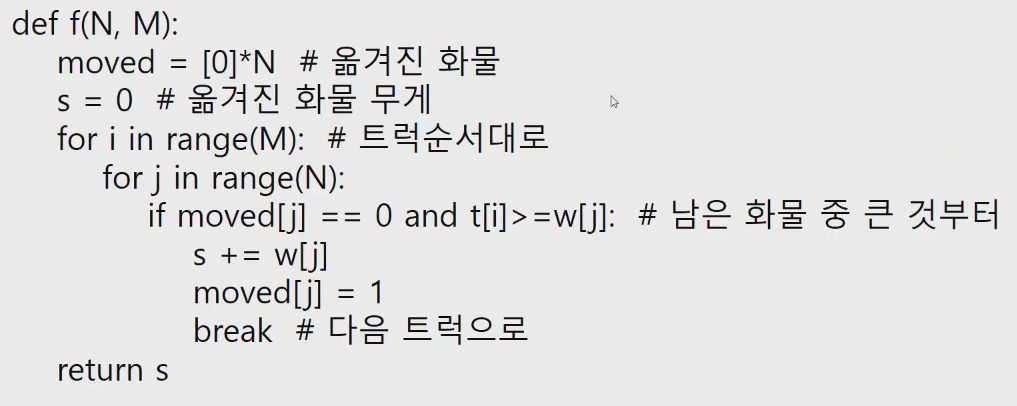 def f(N, M):
moved = [0]*N # 옮겨진 화물
s = 0 # 옮겨진 화물 무게
for i in range(M): # 트럭순서대로
for j in range(N):
if moved[j] == 0 and t[i]>=w[j]: # 남은 화물 중 큰 것부터
s += w[j]
moved[j] = 1
break # 다음 트럭으로
return s